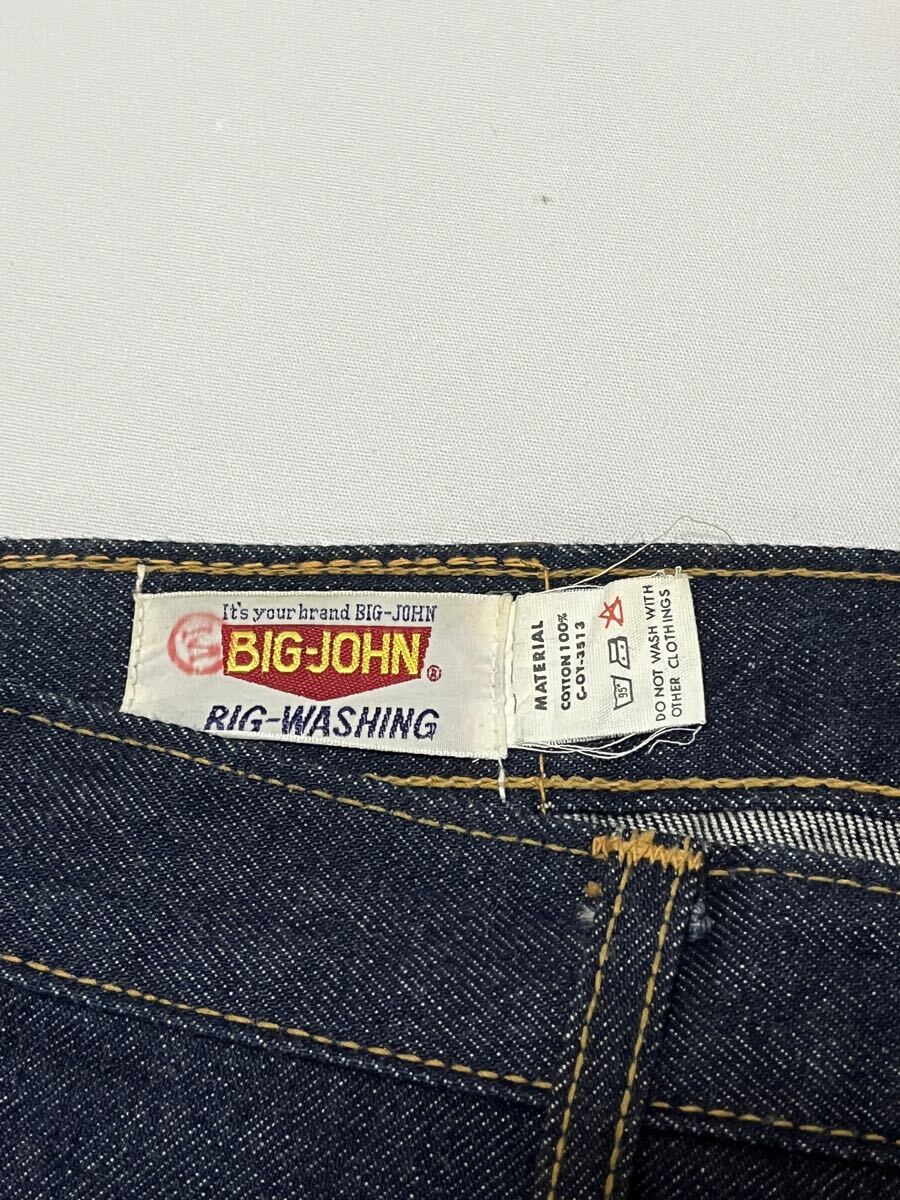 It's your brand BIG-JOHN
BIG-JOHN®
RIG-WASHING
MATERIAL
COTTON 100%
C-OY-3513
95°
DO NOT WASH WITH
OTHER CLOTHINGS